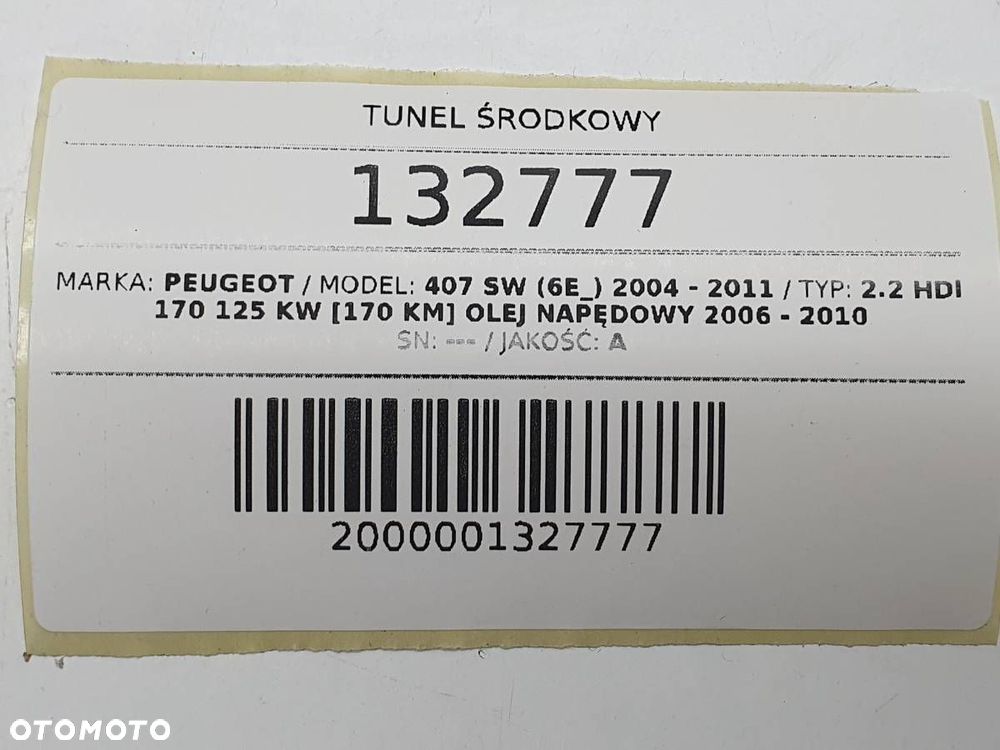 TUNEL ŚRODKOWY
132777
MARKA: PEUGEOT / MODEL: 407 SW (6E_) 2004 - 2011 / TYP: 2.2 HDI
170 125 KW [170 KM] OLEJ NAPĘDOWY 2006 - 2010
SN: --- / JAKOŚĆ: A
2000001327777
OTOMOTO